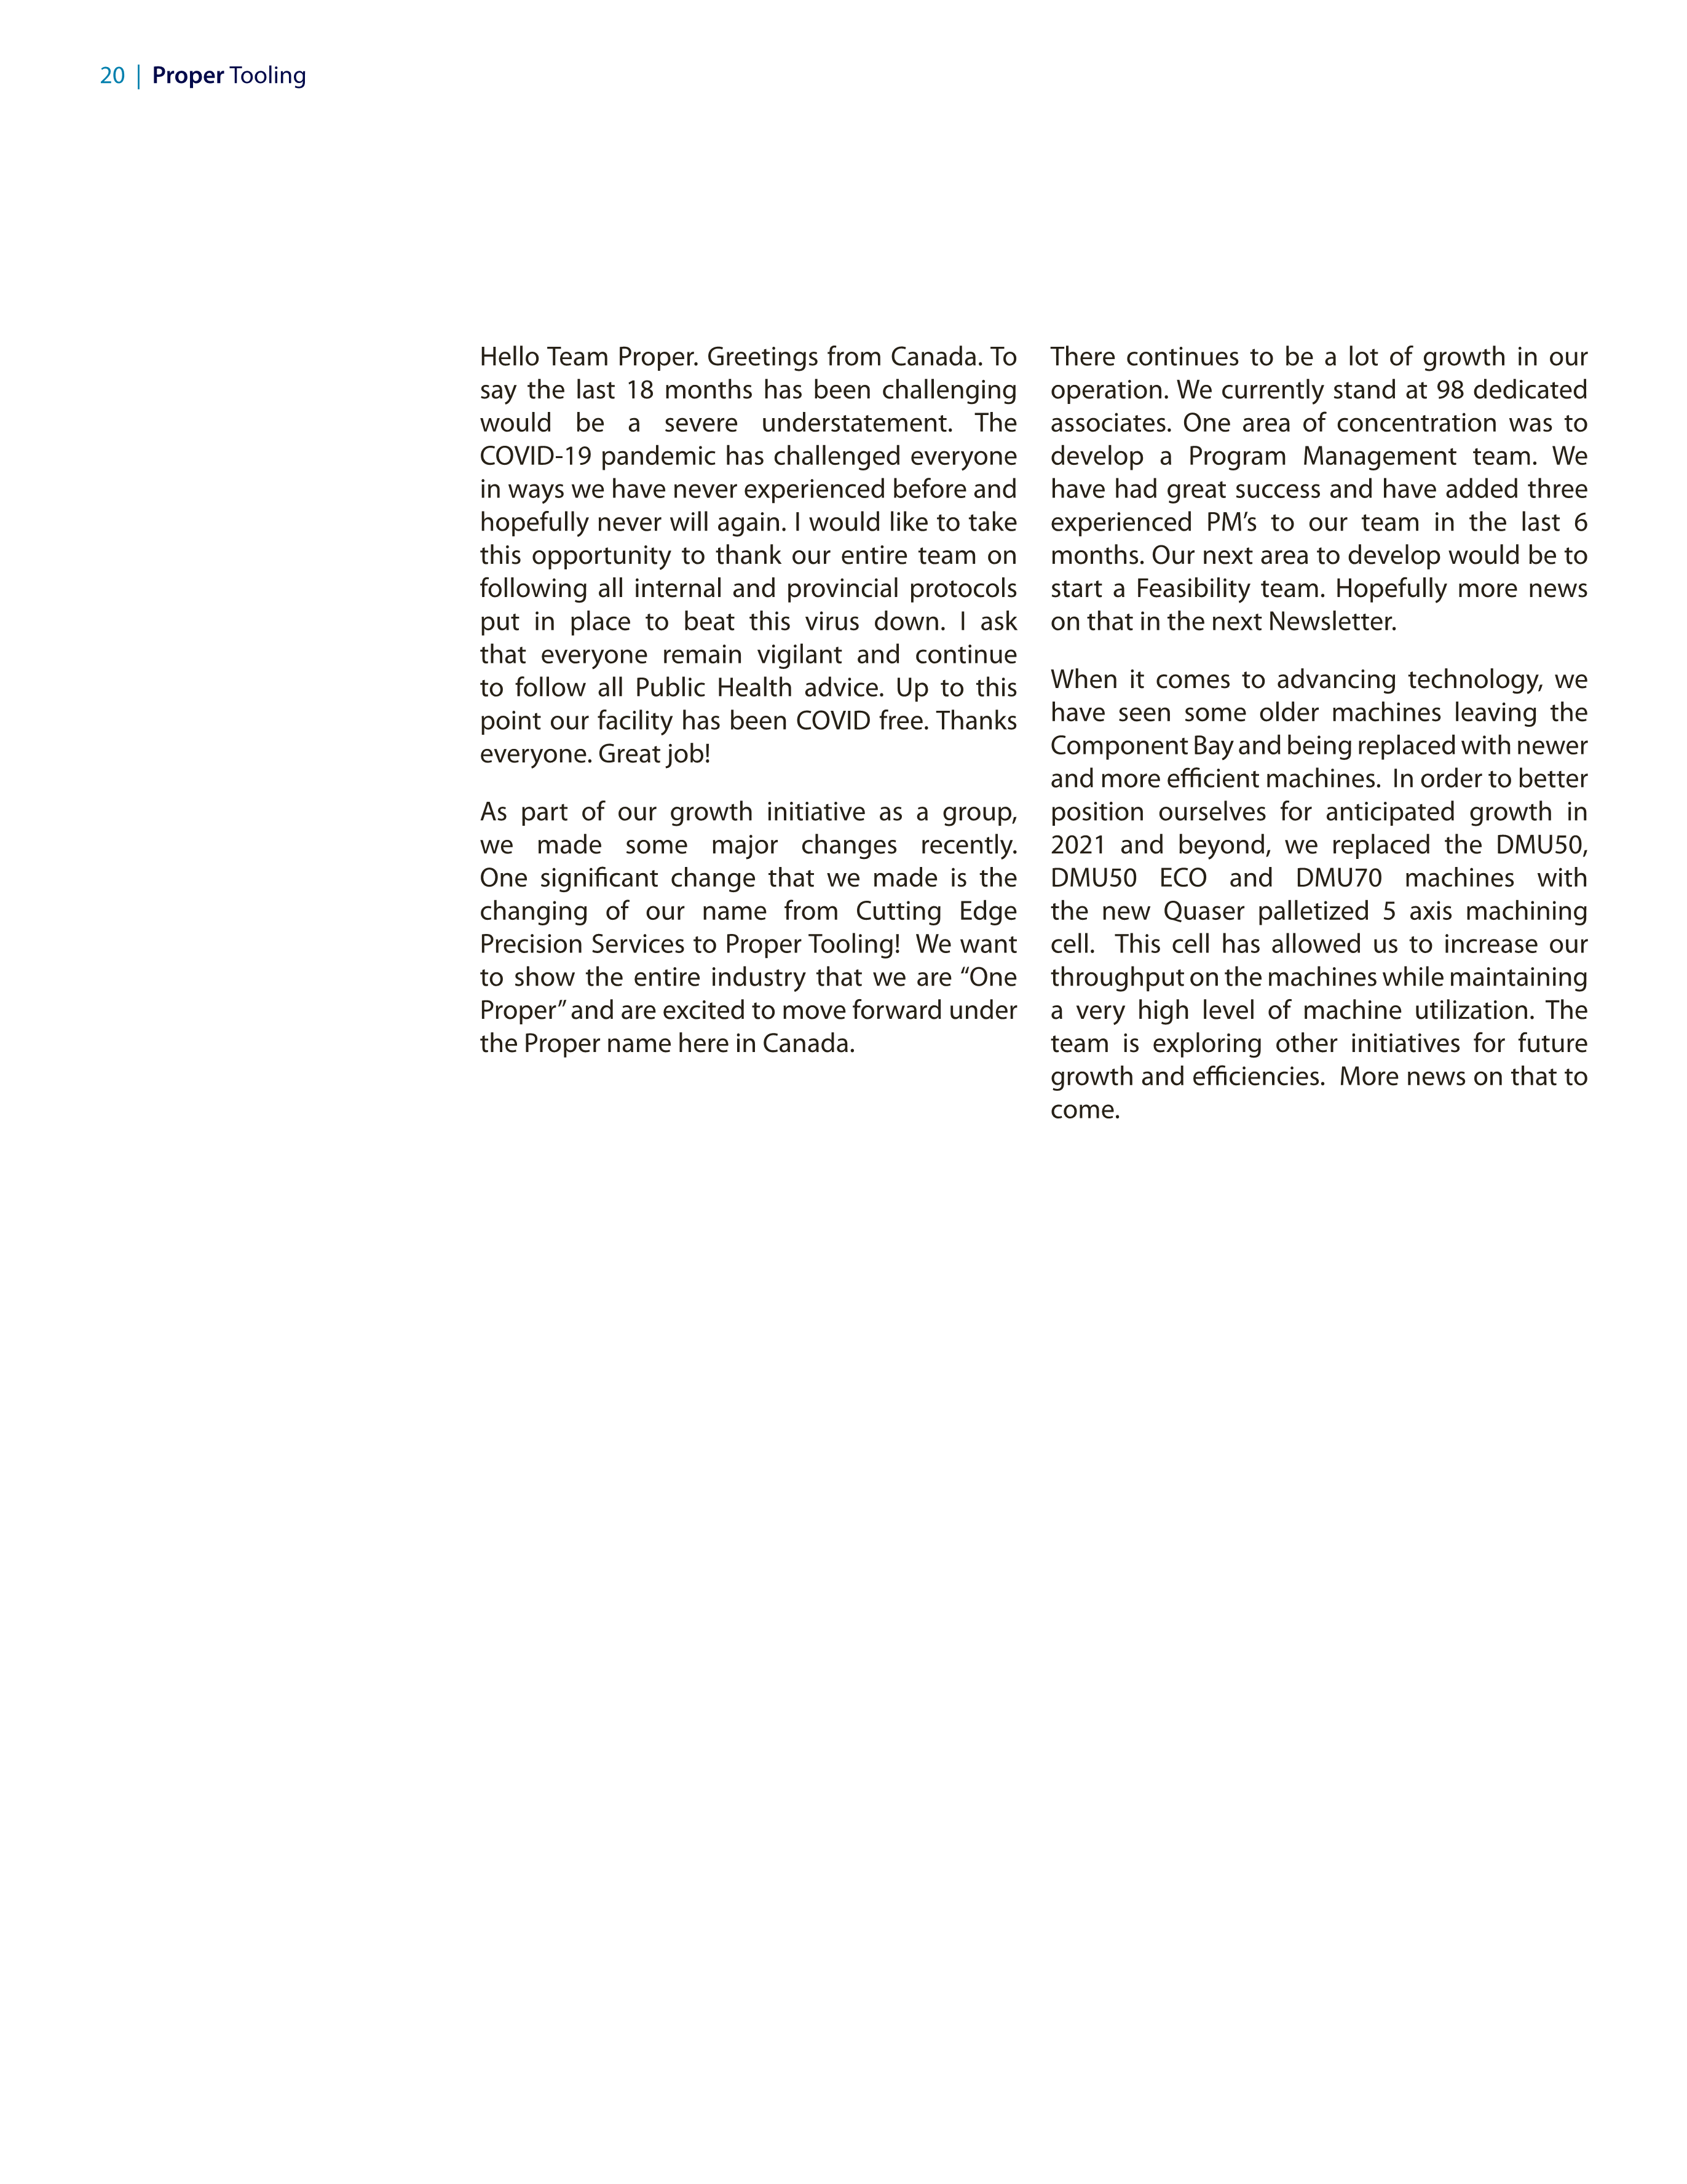 20 | Proper Tooling
Hello Team Proper. Greetings from Canada. To
say the last 18 months has been challenging
would be a severe understatement. The
COVID-19 pandemic has challenged everyone
in ways we have never experienced before and
hopefully never will again. I would like to take
this opportunity to thank our entire team on
following all internal and provincial protocols
put in place to beat this virus down. I ask
that everyone remain vigilant and continue
to follow all Public Health advice. Up to this
point our facility has been COVID free. Thanks
everyone. Great job!
As part of our growth initiative as a group,
we made some major changes recently.
One significant change that we made is the
changing of our name from Cutting Edge
Precision Services to Proper Tooling!  We want
to show the entire industry that we are “One
Proper” and are excited to move forward under
the Proper name here in Canada.
There continues to be a lot of growth in our
operation. We currently stand at 98 dedicated
associates. One area of concentration was to
develop a Program Management team. We
have had great success and have added three
experienced PM’s to our team in the last 6
months. Our next area to develop would be to
start a Feasibility team. Hopefully more news
on that in the next Newsletter.
When it comes to advancing technology, we
have seen some older machines leaving the
Component Bay and being replaced with newer
and more efficient machines.  In order to better
position ourselves for anticipated growth in
2021 and beyond, we replaced the DMU50,
DMU50 ECO and DMU70 machines with
the new Quaser palletized 5 axis machining
cell.  This cell has allowed us to increase our
throughput on the machines while maintaining
a very high level of machine utilization. The
team is exploring other initiatives for future
growth and efficiencies.  More news on that to
come.